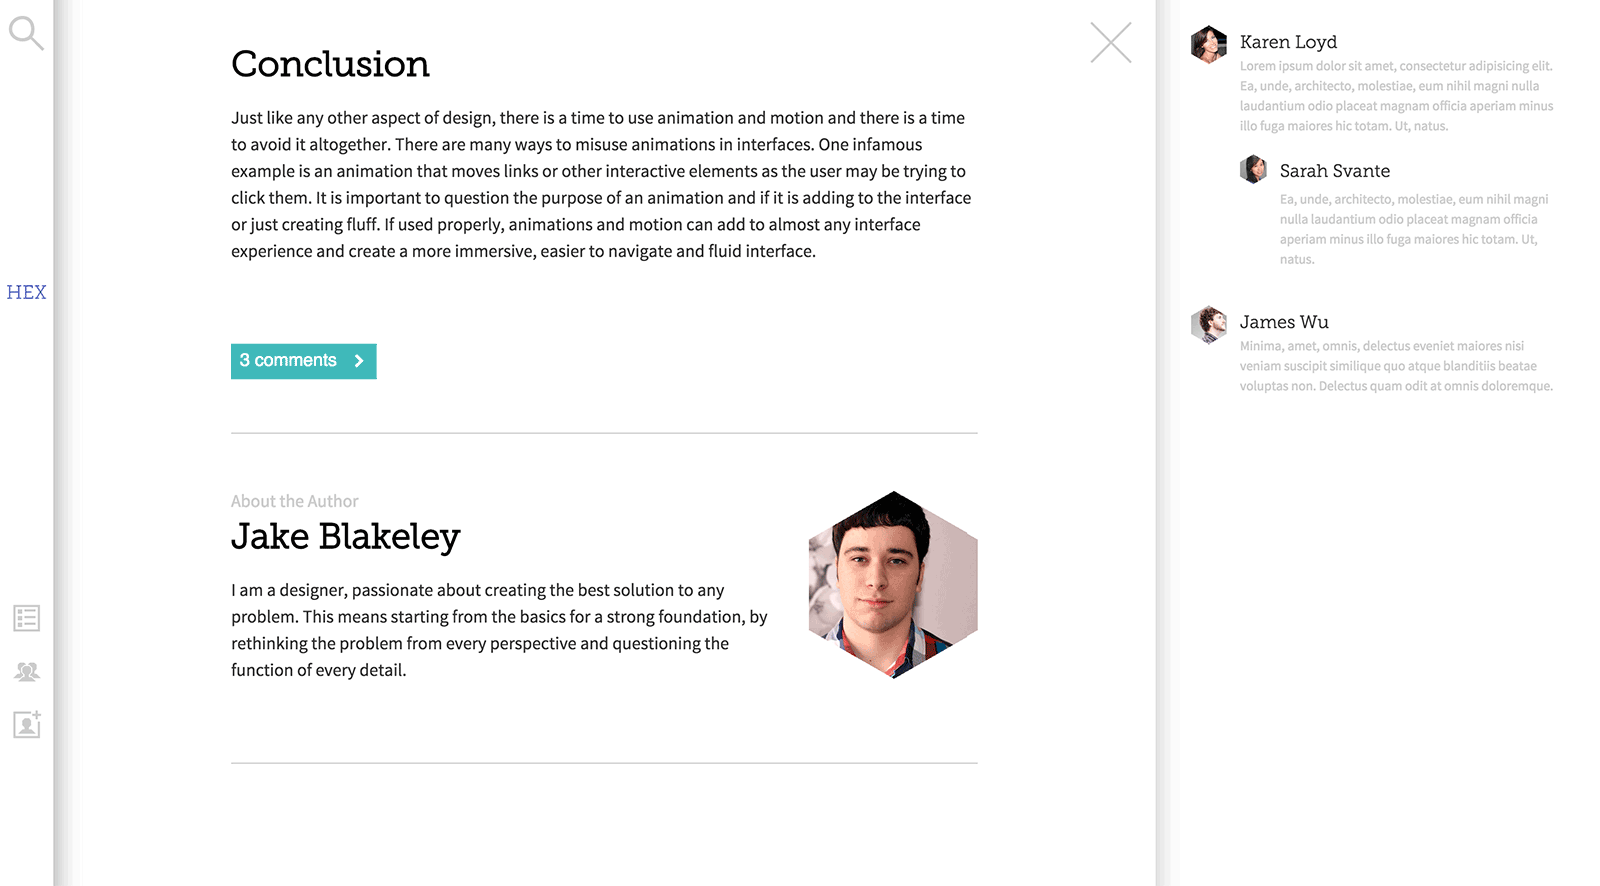 HEX
Conclusion
Just like any other aspect of design, there is a time to use animation and motion and there is a time
to avoid it altogether. There are many ways to misuse animations in interfaces. One infamous
example is an animation that moves links or other interactive elements as the user may be trying to
click them. It is important to question the purpose of an animation and if it is adding to the interface
or just creating fluff. If used properly, animations and motion can add to almost any interface
experience and create a more immersive, easier to navigate and fluid interface.
3 comments
About the Author
Jake Blakeley
I am a designer, passionate about creating the best solution to any
problem. This means starting from the basics for a strong foundation, by
rethinking the problem from every perspective and questioning the
function of every detail.
Karen Loyd
Lorem ipsum dolor sit amet, consectetur adipisicing elit.
Ea, unde, architecto, molestiae, eum nihil magni nulla
laudantium odio placeat magnam officia aperiam minus
illo fuga maiores hic totam. Ut, natus.
Sarah Svante
Ea, unde, architecto, molestiae, eum nihil magni
nulla laudantium odio placeat magnam officia
aperiam minus illo fuga maiores hic totam. Ut,
natus.
James Wu
Minima, amet, omnis, delectus eveniet maiores nisi
veniam suscipit similique quo atque blanditiis beatae
voluptas non. Delectus quam odit at omnis doloremque.